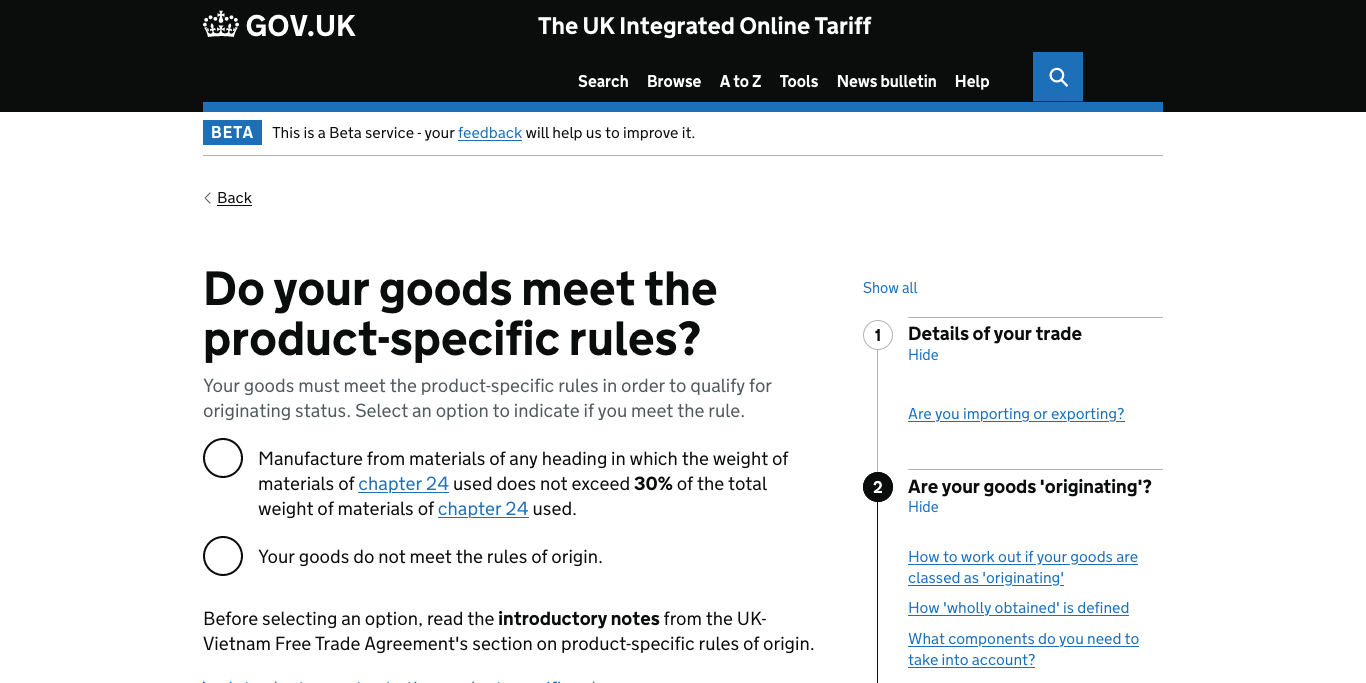 GOV.UK
The UK Integrated Online Tariff
Search Browse A to Z Tools News bulletin Help
BETA This is a Beta service - your feedback will help us to improve it.
Back
Do your goods meet the
product-specific rules?
Your goods must meet the product-specific rules in order to qualify for
originating status. Select an option to indicate if you meet the rule.
Manufacture from materials of any heading in which the weight of
materials of chapter 24 used does not exceed 30% of the total
weight of materials of chapter 24 used.
Your goods do not meet the rules of origin.
Before selecting an option, read the introductory notes from the UK-
Vietnam Free Trade Agreement's section on product-specific rules of origin.
Show all
1 Details of your trade
Hide
Are you importing or exporting?
2 Are your goods 'originating'?
Hide
How to work out if your goods are
classed as 'originating'
How 'wholly obtained' is defined
What components do you need to
take into account?